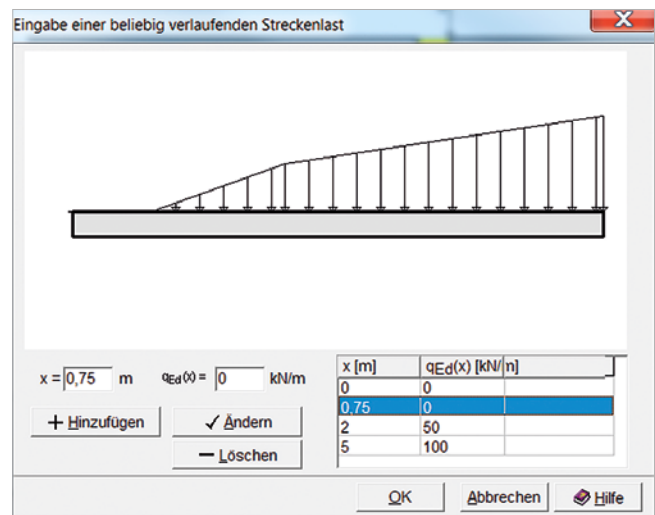 Eingabe einer beliebig verlaufenden Streckenlast
X
x = 0,75 m qEd(x) = 0 kN/m
+ Hinzufügen ✓ Ändern
− Löschen
x [m] qEd(x) [kN/m]
0 0
0,75 0
2 50
5 100
OK Abbrechen Hilfe